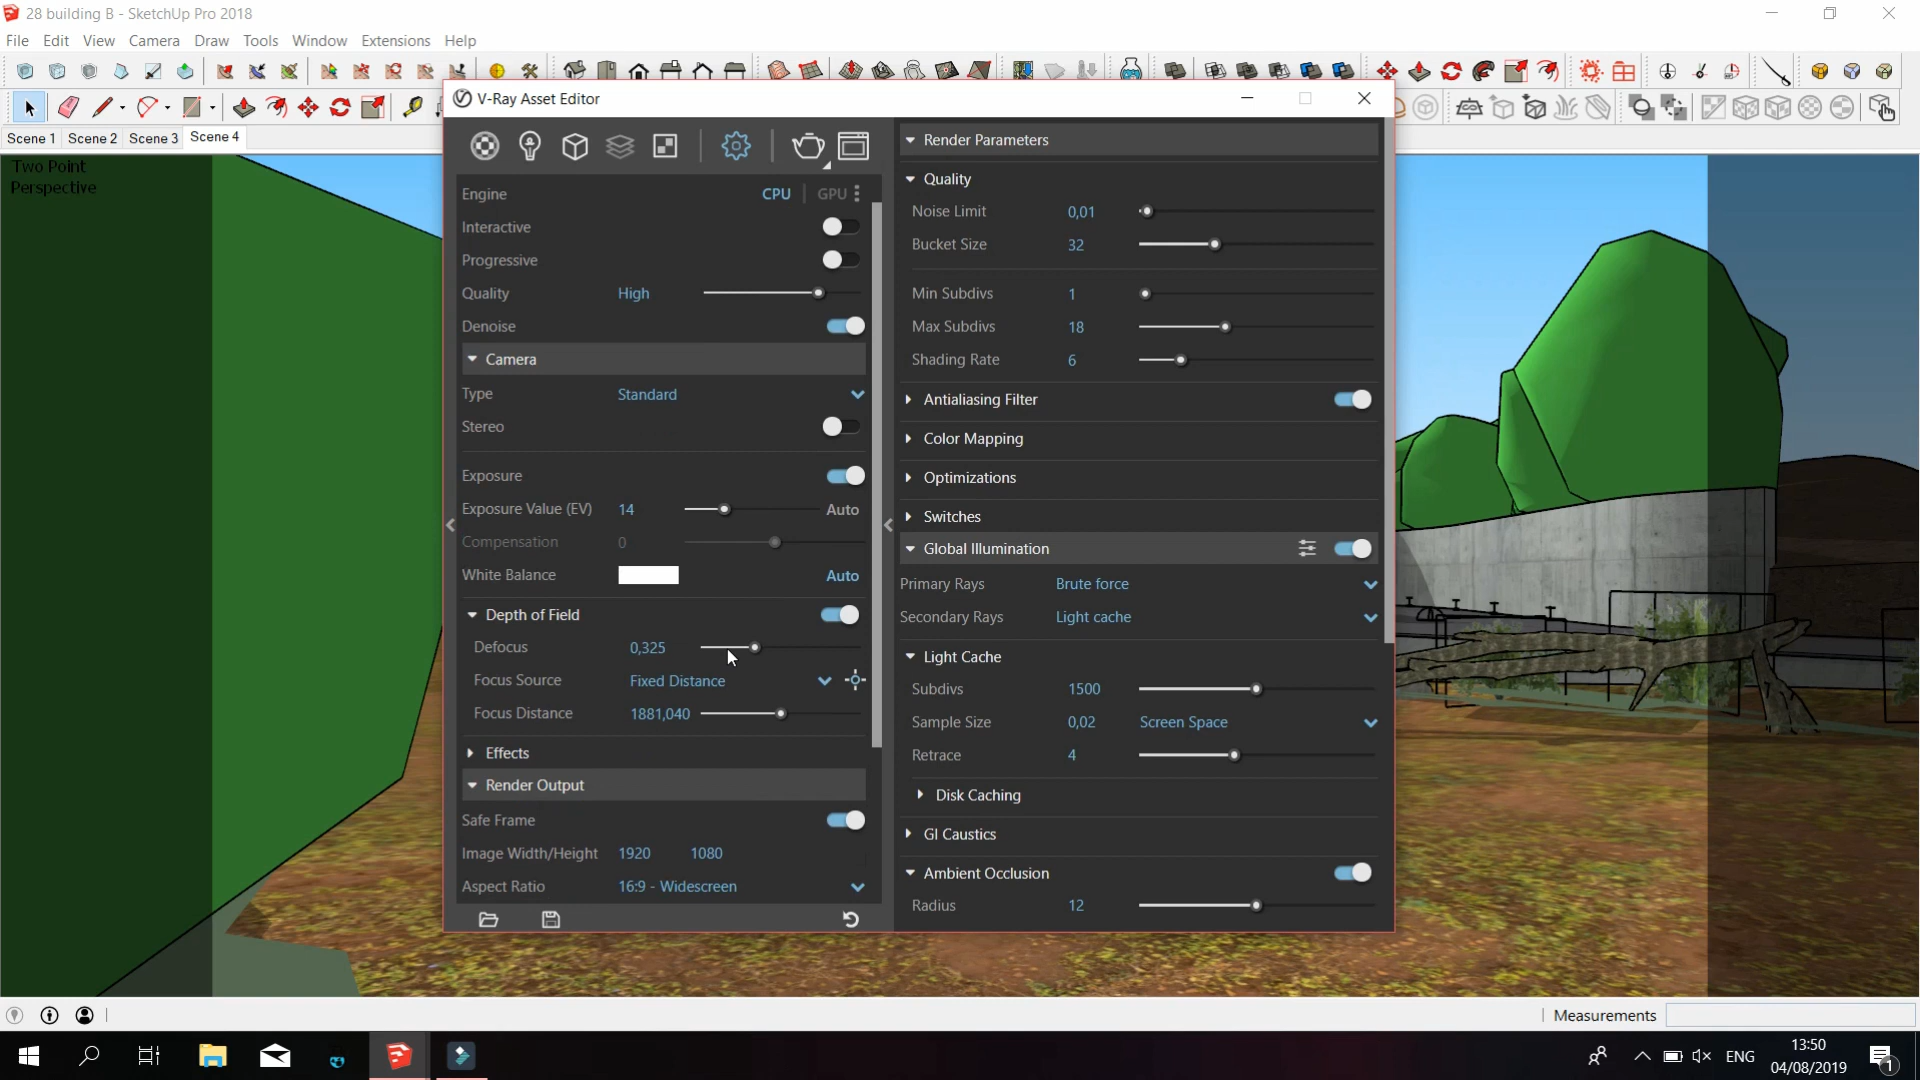 28 building B - SketchUp Pro 2018
File Edit View Camera Draw Tools Window Extensions Help
Scene 1 Scene 2 Scene 3 Scene 4
Two Point
Perspective
V-Ray Asset Editor
Engine CPU GPU
Interactive
Progressive
Quality High
Denoise
Camera
Type Standard
Stereo
Exposure
Exposure Value (EV) 14 Auto
Compensation 0
White Balance Auto
Depth of Field
Defocus 0,325
Focus Source Fixed Distance
Focus Distance 1881,040
Effects
Render Output
Safe Frame
Image Width/Height 1920 1080
Aspect Ratio 16:9 - Widescreen
Render Parameters
Quality
Noise Limit 0,01
Bucket Size 32
Min Subdivs 1
Max Subdivs 18
Shading Rate 6
Antialiasing Filter
Color Mapping
Optimizations
Switches
Global Illumination
Primary Rays Brute force
Secondary Rays Light cache
Light Cache
Subdivs 1500
Sample Size 0,02 Screen Space
Retrace 4
Disk Caching
GI Caustics
Ambient Occlusion
Radius 12
Measurements
ENG
13:50
04/08/2019
1